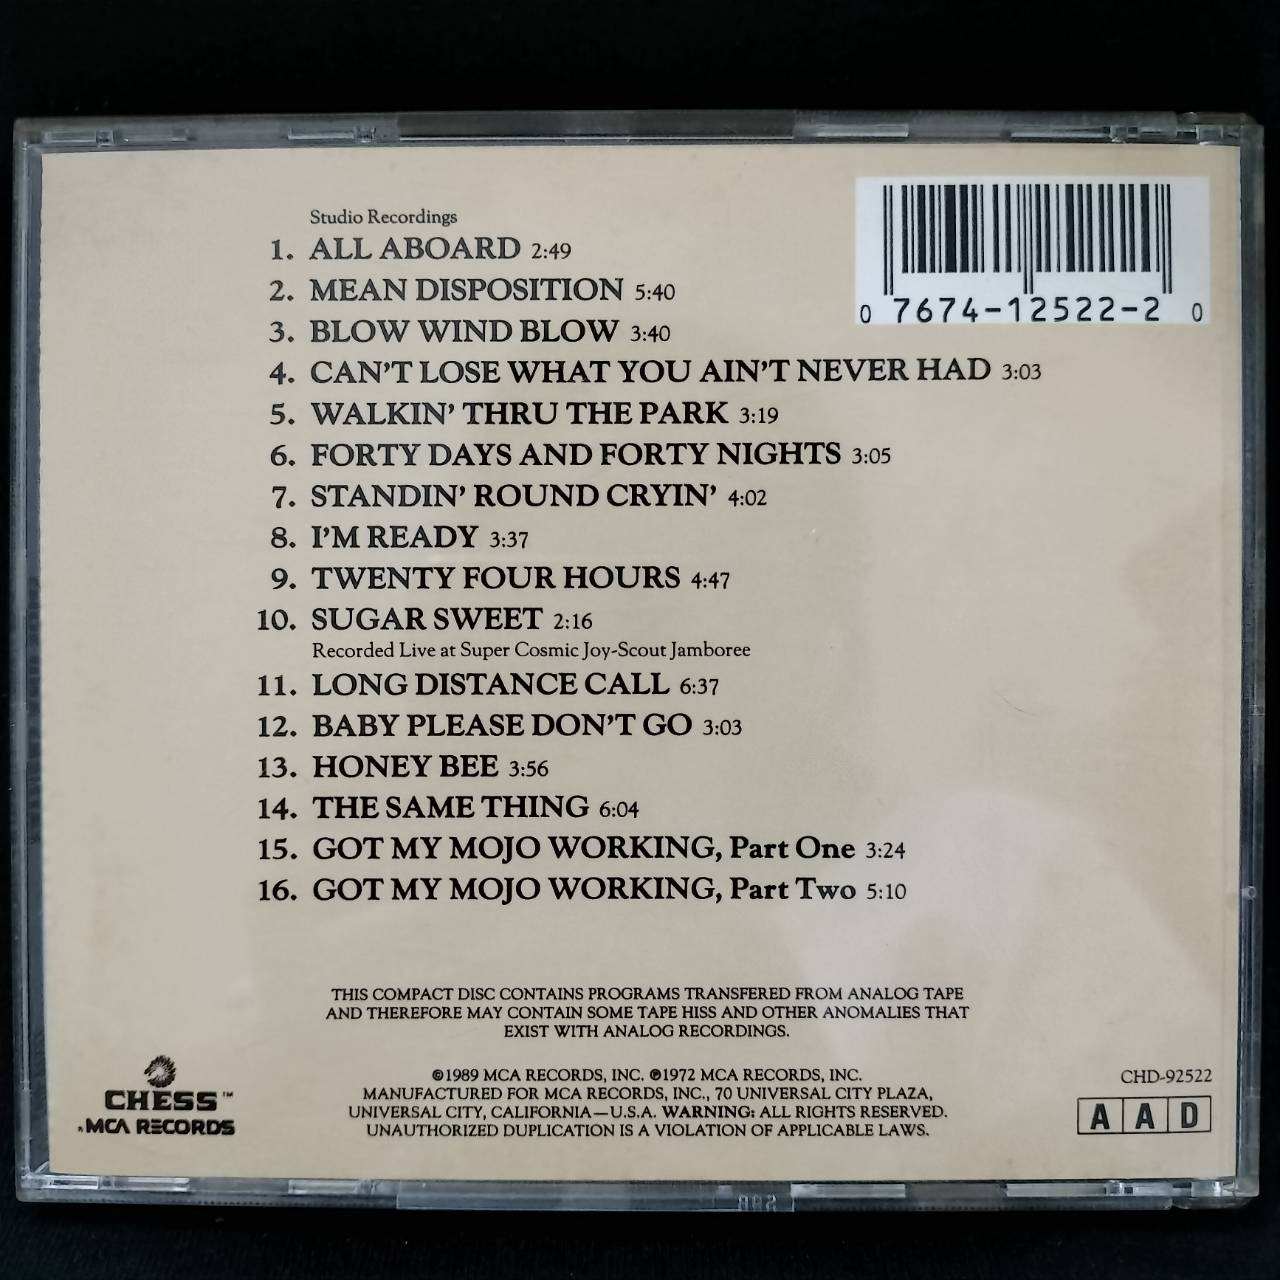 Studio Recordings
1. ALL ABOARD 2:49
2. MEAN DISPOSITION 5:40
3. BLOW WIND BLOW 3:40
4. CAN'T LOSE WHAT YOU AIN'T NEVER HAD 3:03
5. WALKIN' THRU THE PARK 3:19
6. FORTY DAYS AND FORTY NIGHTS 3:05
7. STANDIN' ROUND CRYIN' 4:02
8. I'M READY 3:37
9. TWENTY FOUR HOURS 4:47
10. SUGAR SWEET 2:16
Recorded Live at Super Cosmic Joy-Scout Jamboree
11. LONG DISTANCE CALL 6:37
12. BABY PLEASE DON'T GO 3:03
13. HONEY BEE 3:56
14. THE SAME THING 6:04
15. GOT MY MOJO WORKING, Part One 3:24
16. GOT MY MOJO WORKING, Part Two 5:10
0 7674-12522-2 0
THIS COMPACT DISC CONTAINS PROGRAMS TRANSFERED FROM ANALOG TAPE
AND THEREFORE MAY CONTAIN SOME TAPE HISS AND OTHER ANOMALIES THAT
EXIST WITH ANALOG RECORDINGS.
©1989 MCA RECORDS, INC. ℗1972 MCA RECORDS, INC.
MANUFACTURED FOR MCA RECORDS, INC., 70 UNIVERSAL CITY PLAZA,
UNIVERSAL CITY, CALIFORNIA—U.S.A. WARNING: ALL RIGHTS RESERVED.
UNAUTHORIZED DUPLICATION IS A VIOLATION OF APPLICABLE LAWS.
CHESS™
MCA RECORDS
CHD-92522
AAD